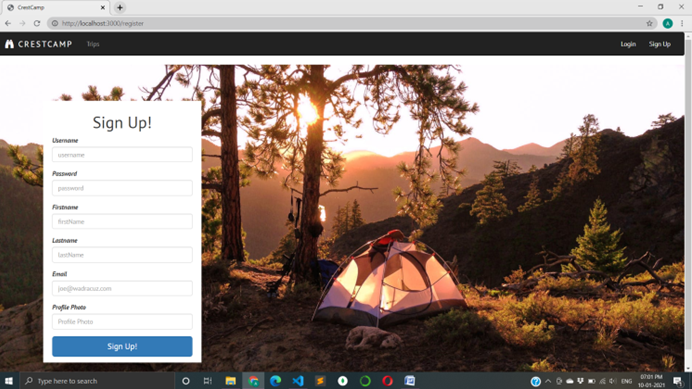 CrestCamp
http://localhost:3000/register
A
CRESTCAMP
Trips
Login
Sign Up
Sign Up!
Username
username
Password
password
Firstname
firstName
Lastname
lastName
Email
joe@wadracuz.com
Profile Photo
Profile Photo
Sign Up!
Type here to search
ENG
07:01 PM
10-01-2021